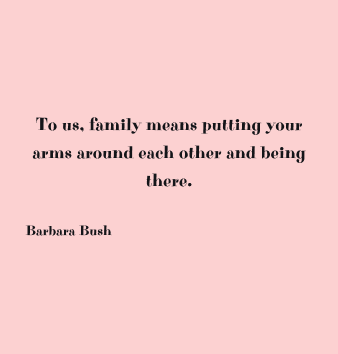 To us, family means putting your
arms around each other and being
there.
Barbara Bush